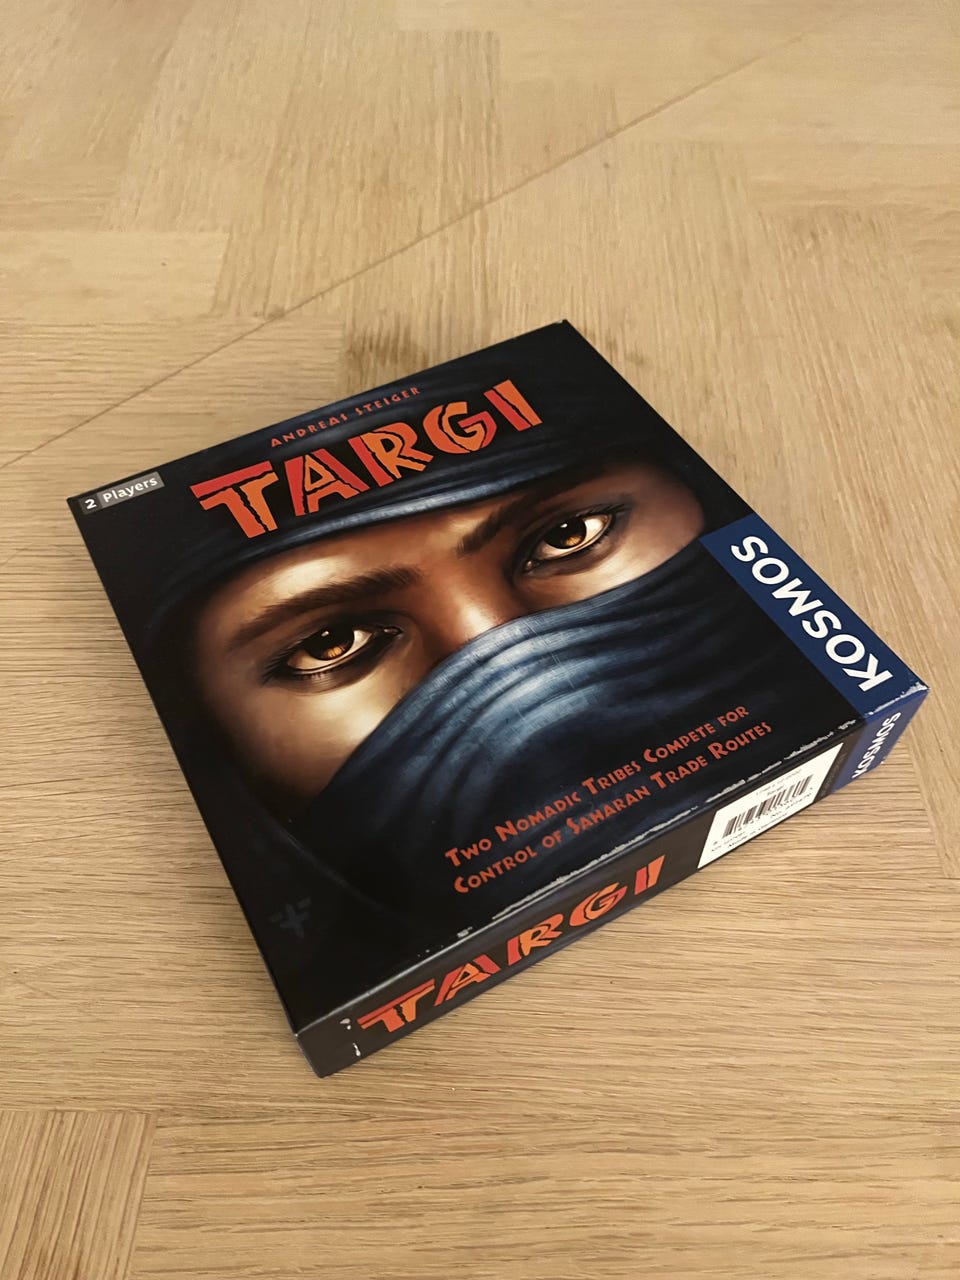 ANDREAS STEIGER
TARGI
2 Players
KOSMOS
TWO NOMADIC TRIBES COMPETE FOR
CONTROL OF SAHARAN TRADE ROUTES
TARGI
KOSMOS